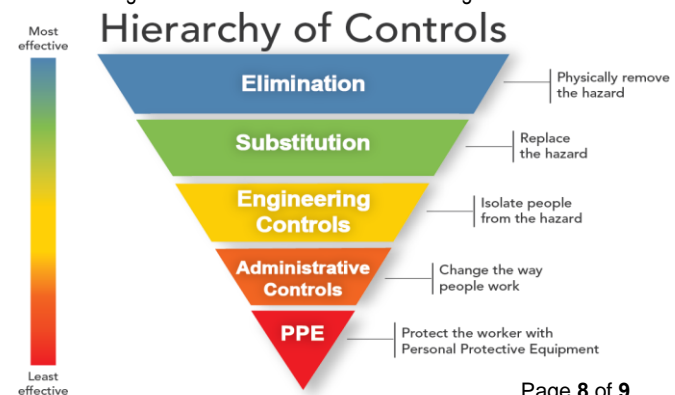 Hierarchy of Controls
Most
effective
Elimination
Physically remove
the hazard
Substitution
Replace
the hazard
Engineering
Controls
Isolate people
from the hazard
Administrative
Controls
Change the way
people work
PPE
Protect the worker with
Personal Protective Equipment
Least
effective
Page 8 of 9